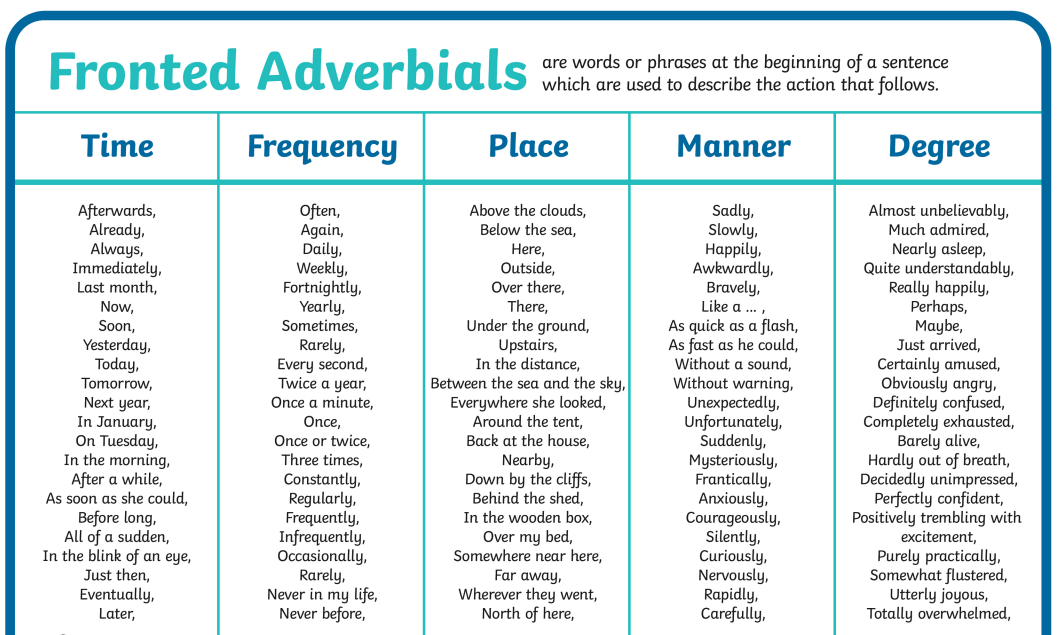 Fronted Adverbials
are words or phrases at the beginning of a sentence
which are used to describe the action that follows.
Time
Frequency
Place
Manner
Degree
Afterwards,
Already,
Always,
Immediately,
Last month,
Now,
Soon,
Yesterday,
Today,
Tomorrow,
Next year,
In January,
On Tuesday,
In the morning,
After a while,
As soon as she could,
Before long,
All of a sudden,
In the blink of an eye,
Just then,
Eventually,
Later,
Often,
Again,
Daily,
Weekly,
Fortnightly,
Yearly,
Sometimes,
Rarely,
Every second,
Twice a year,
Once a minute,
Once,
Once or twice,
Three times,
Constantly,
Regularly,
Frequently,
Infrequently,
Occasionally,
Rarely,
Never in my life,
Never before,
Above the clouds,
Below the sea,
Here,
Outside,
Over there,
There,
Under the ground,
Upstairs,
In the distance,
Between the sea and the sky,
Everywhere she looked,
Around the tent,
Back at the house,
Nearby,
Down by the cliffs,
Behind the shed,
In the wooden box,
Over my bed,
Somewhere near here,
Far away,
Wherever they went,
North of here,
Sadly,
Slowly,
Happily,
Awkwardly,
Bravely,
Like a ... ,
As quick as a flash,
As fast as he could,
Without a sound,
Without warning,
Unexpectedly,
Unfortunately,
Suddenly,
Mysteriously,
Frantically,
Anxiously,
Courageously,
Silently,
Curiously,
Nervously,
Rapidly,
Carefully,
Almost unbelievably,
Much admired,
Nearly asleep,
Quite understandably,
Really happily,
Perhaps,
Maybe,
Just arrived,
Certainly amused,
Obviously angry,
Definitely confused,
Completely exhausted,
Barely alive,
Hardly out of breath,
Decidedly unimpressed,
Perfectly confident,
Positively trembling with
excitement,
Purely practically,
Somewhat flustered,
Utterly joyous,
Totally overwhelmed,